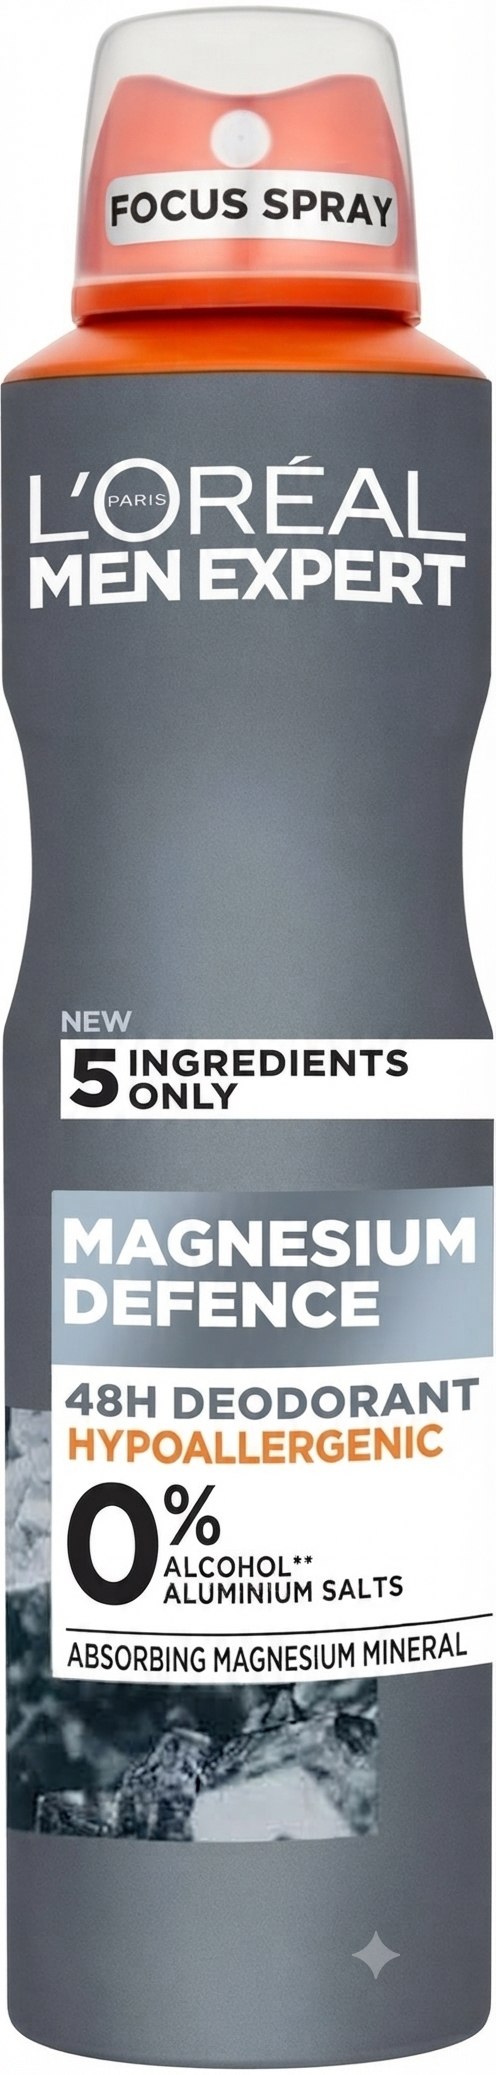 FOCUS SPRAY
L'ORÉAL
PARIS
MEN EXPERT
NEW
5 INGREDIENTS
ONLY
MAGNESIUM
DEFENCE
48H DEODORANT
HYPOALLERGENIC
0%
ALCOHOL**
ALUMINIUM SALTS
ABSORBING MAGNESIUM MINERAL